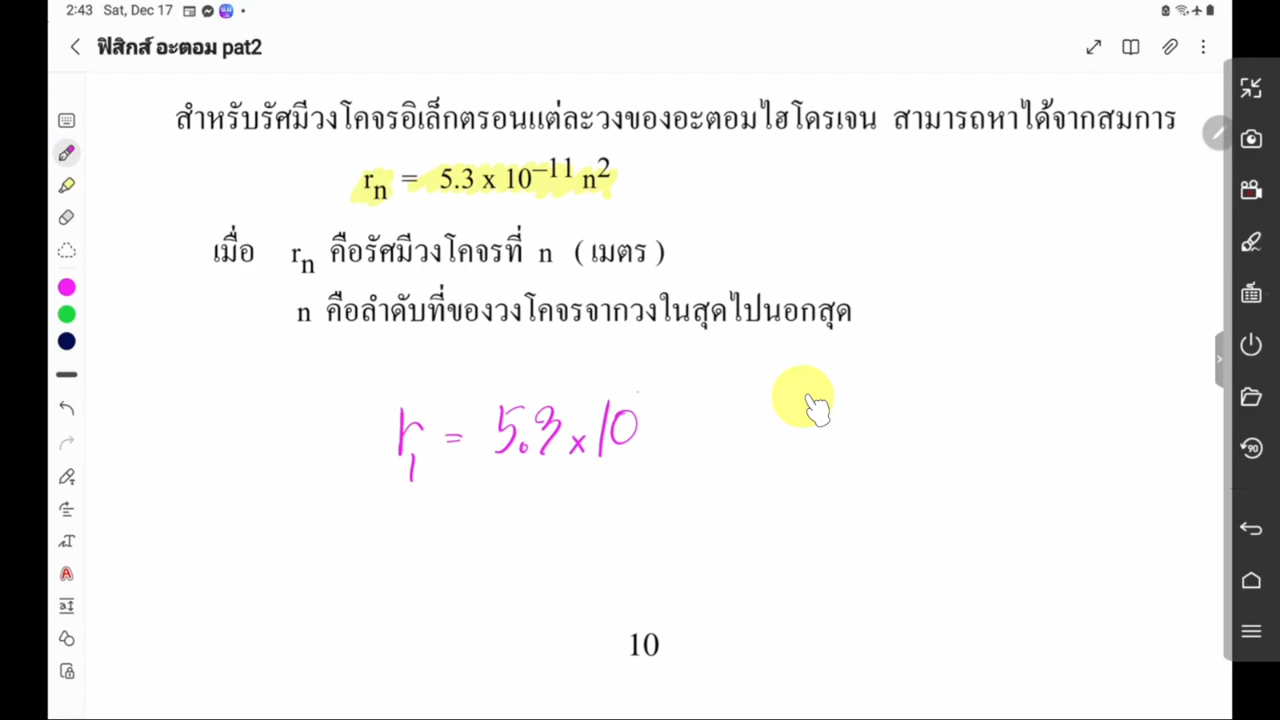 2:43 Sat, Dec 17
ฟิสิกส์ อะตอม pat2
สำหรับรัศมีวงโคจรอิเล็กตรอนแต่ละวงของอะตอมไฮโดรเจน สามารถหาได้จากสมการ
rₙ = 5.3 x 10⁻¹¹ n²
เมื่อ rₙ คือรัศมีวงโคจรที่ n ( เมตร )
n คือลำดับที่ของวงโคจรจากวงในสุดไปนอกสุด
r₁ = 5.3 x 10
10